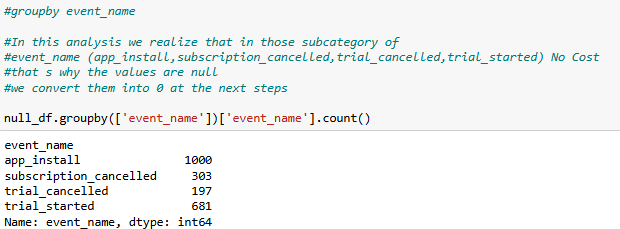 #groupby event_name
#In this analysis we realize that in those subcategory of
#event_name (app_install,subscription_cancelled,trial_cancelled,trial_started) No Cost
#that s why the values are null
#we convert them into 0 at the next steps
null_df.groupby(['event_name'])['event_name'].count()
event_name
app_install 1000
subscription_cancelled 303
trial_cancelled 197
trial_started 681
Name: event_name, dtype: int64